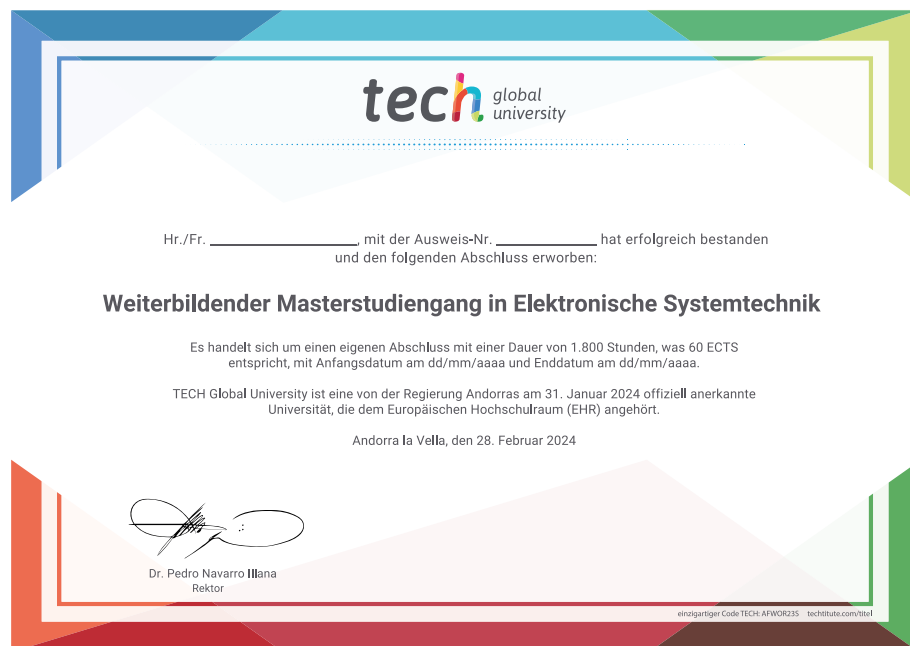 tech global university
Hr./Fr. ____________________, mit der Ausweis-Nr. ______________ hat erfolgreich bestanden
und den folgenden Abschluss erworben:
Weiterbildender Masterstudiengang in Elektronische Systemtechnik
Es handelt sich um einen eigenen Abschluss mit einer Dauer von 1.800 Stunden, was 60 ECTS
entspricht, mit Anfangsdatum am dd/mm/aaaa und Enddatum am dd/mm/aaaa.
TECH Global University ist eine von der Regierung Andorras am 31. Januar 2024 offiziell anerkannte
Universität, die dem Europäischen Hochschulraum (EHR) angehört.
Andorra la Vella, den 28. Februar 2024
Dr. Pedro Navarro Illana
Rektor
einzigartiger Code TECH: AFWOR23S techtitute.com/titel